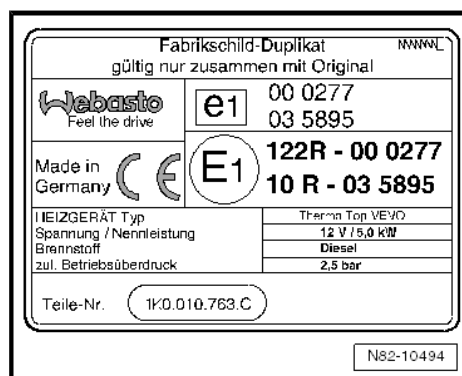 Fabrikschild-Duplikat
gültig nur zusammen mit Original
Webasto
Feel the drive
e1
00 0277
03 5895
Made in
Germany
CE
E1
122R - 00 0277
10 R - 03 5895
HEIZGERÄT Typ
Thermo Top VEVO
Spannung / Nennleistung
12 V / 5,0 kW
Brennstoff
Diesel
zul. Betriebsüberdruck
2,5 bar
Teile-Nr.
1K0.010.763.C
N82-10494